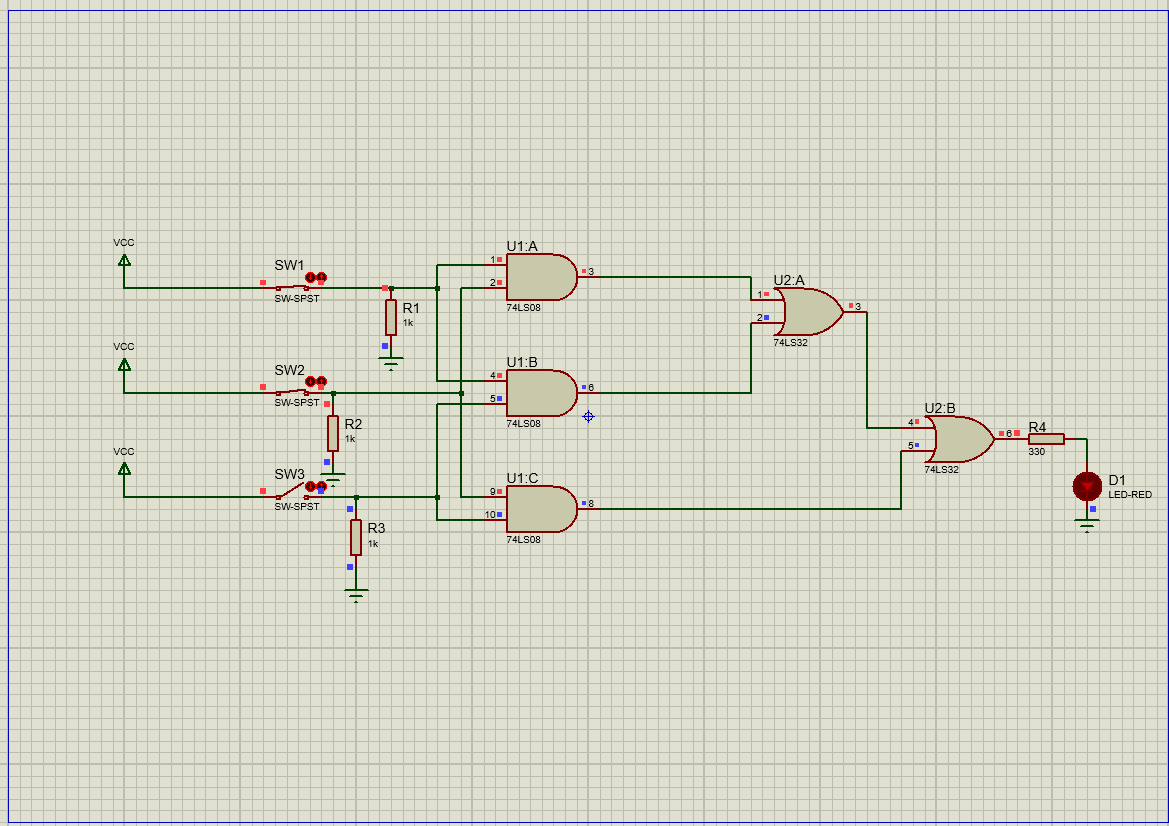 VCC
SW1
SW-SPST
R1
1k
VCC
SW2
SW-SPST
R2
1k
VCC
SW3
SW-SPST
R3
1k
U1:A
1
2
3
74LS08
U1:B
4
5
6
74LS08
U1:C
9
10
8
74LS08
U2:A
1
2
3
74LS32
U2:B
4
5
6
74LS32
R4
330
D1
LED-RED